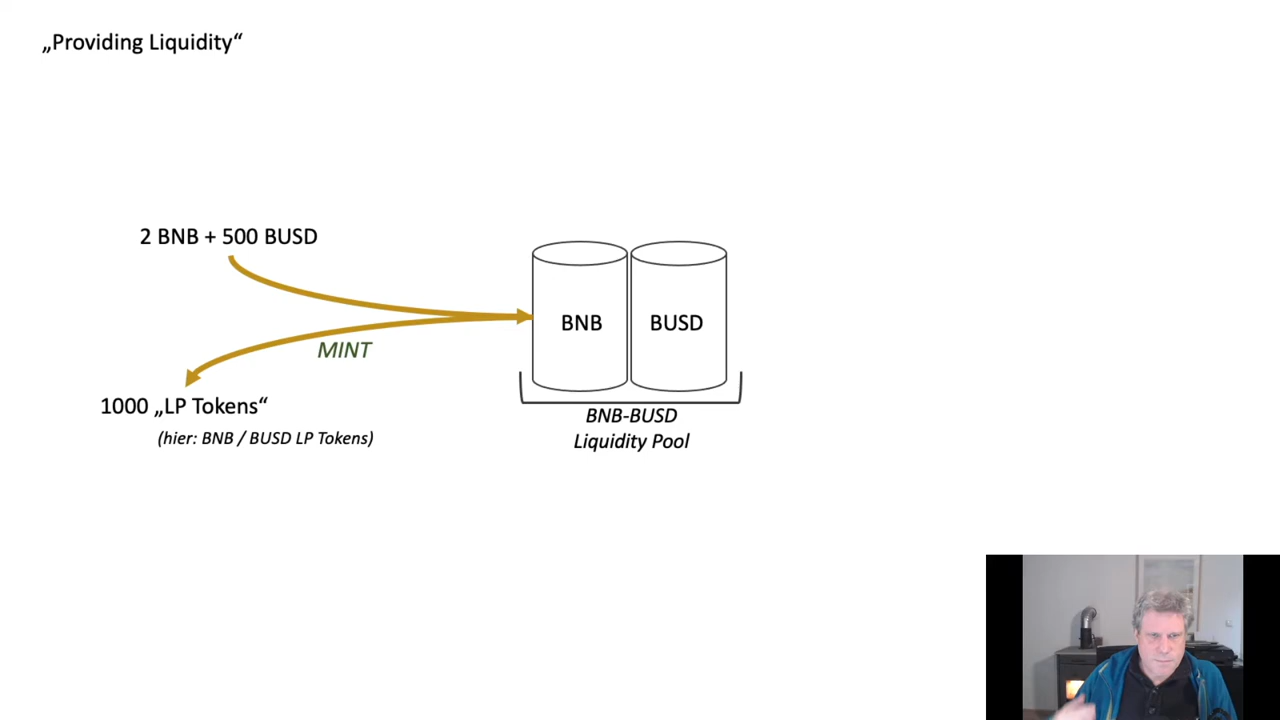 „Providing Liquidity“
2 BNB + 500 BUSD
BNB
BUSD
MINT
1000 „LP Tokens“
(hier: BNB / BUSD LP Tokens)
BNB-BUSD
Liquidity Pool